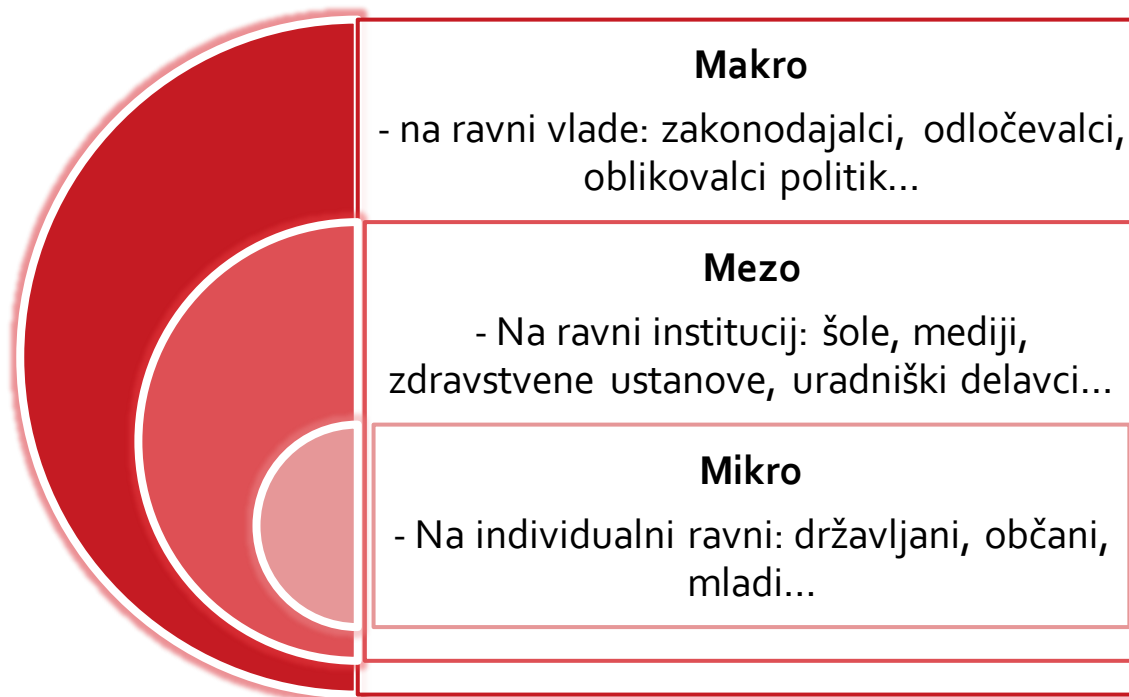 Makro
- na ravni vlade: zakonodajalci, odločevalci,
oblikovalci politik...
Mezo
- Na ravni institucij: šole, mediji,
zdravstvene ustanove, uradniški delavci...
Mikro
- Na individualni ravni: državljani, občani,
mladi...